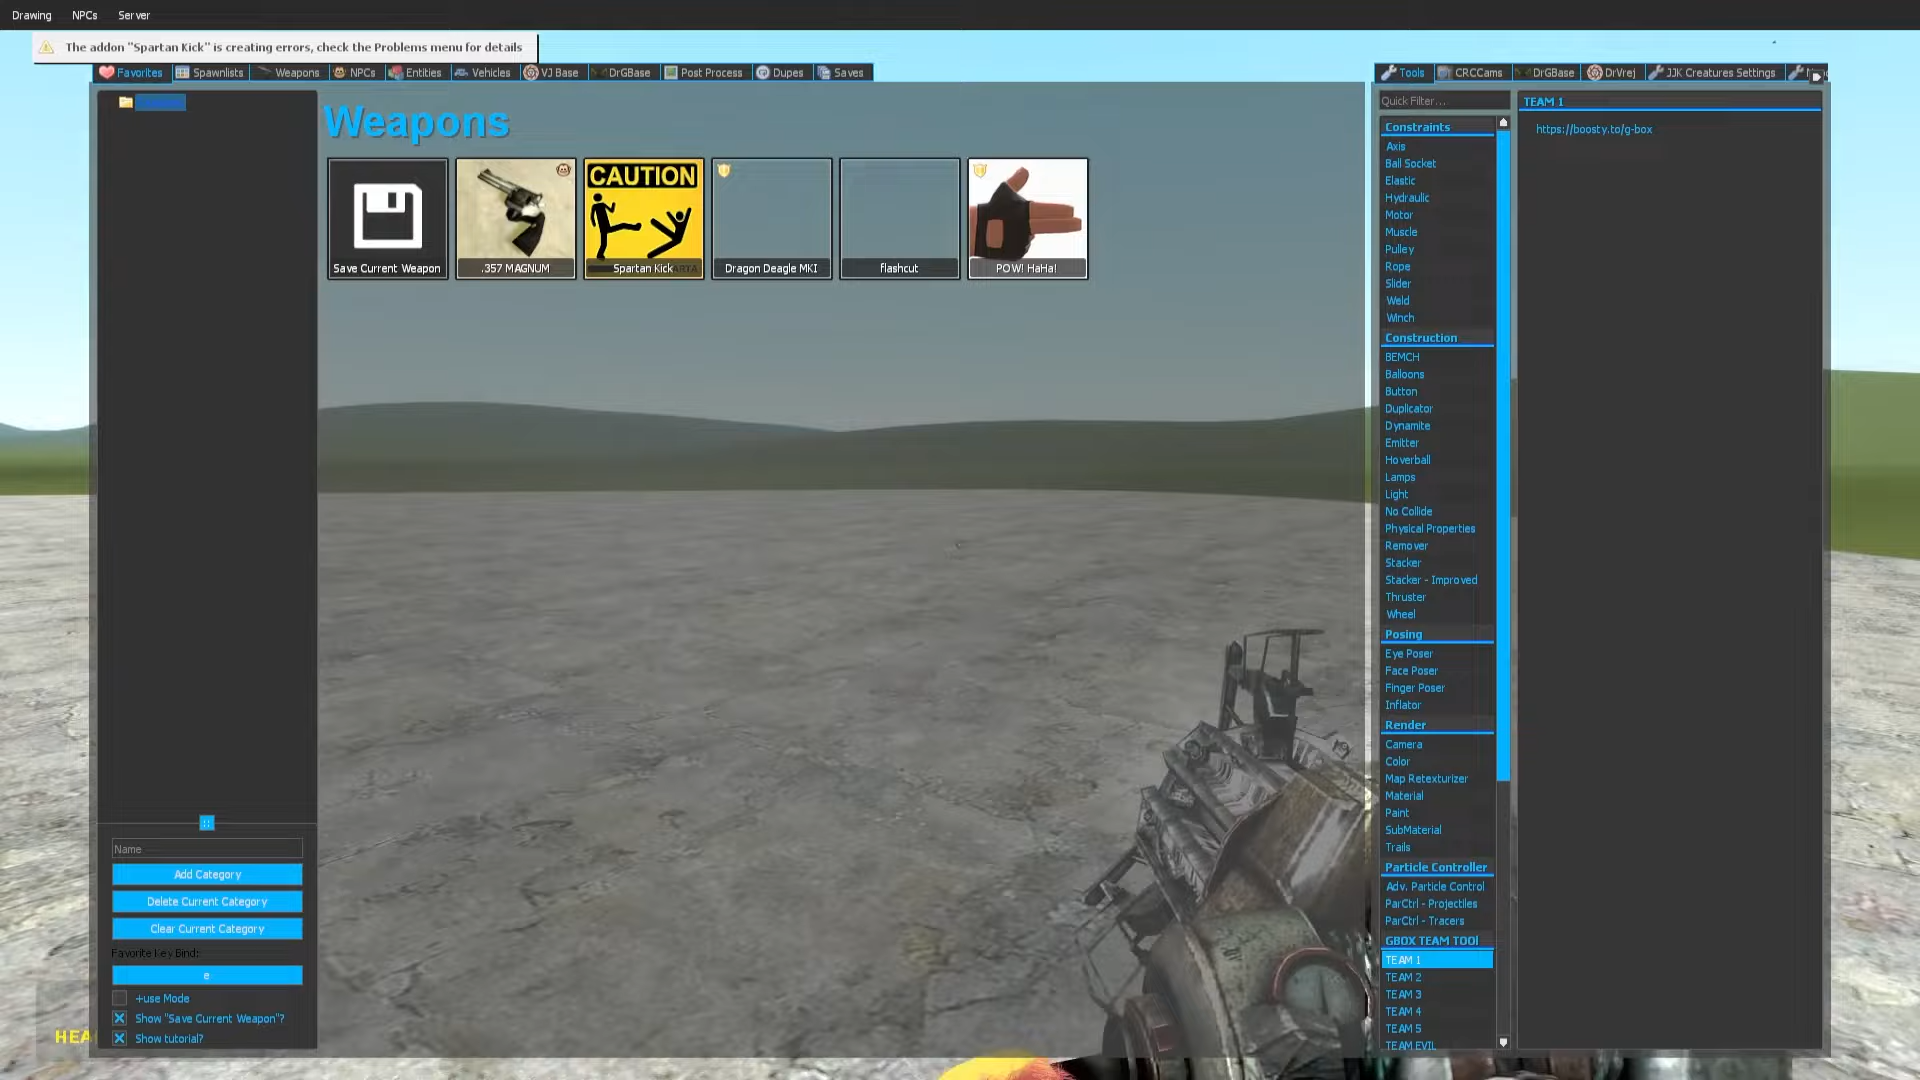 Drawing NPCs Server
The addon "Spartan Kick" is creating errors, check the Problems menu for details
Favorites Spawnlists Weapons NPCs Entities Vehicles VJ Base DrGBase Post Process Dupes Saves
Tools CRCCams DrGBase DrVrej JJK Creatures Settings
Weapons
Save Current Weapon
.357 MAGNUM
CAUTION
Spartan Kick
Dragon Deagle MKI
flashcut
POW! HaHa!
Name
Add Category
Delete Current Category
Clear Current Category
Favorite Key Bind:
e
+use Mode
Show "Save Current Weapon"?
Show tutorial?
HEA
Quick Filter...
Constraints
Axis
Ball Socket
Elastic
Hydraulic
Motor
Muscle
Pulley
Rope
Slider
Weld
Winch
Construction
BEMCH
Balloons
Button
Duplicator
Dynamite
Emitter
Hoverball
Lamps
Light
No Collide
Physical Properties
Remover
Stacker
Stacker - Improved
Thruster
Wheel
Posing
Eye Poser
Face Poser
Finger Poser
Inflator
Render
Camera
Color
Map Retexturizer
Material
Paint
SubMaterial
Trails
Particle Controller
Adv. Particle Control
ParCtrl - Projectiles
ParCtrl - Tracers
GBOX TEAM TOOl
TEAM 1
TEAM 2
TEAM 3
TEAM 4
TEAM 5
TEAM EVIL
TEAM 1
https://boosty.to/g-box